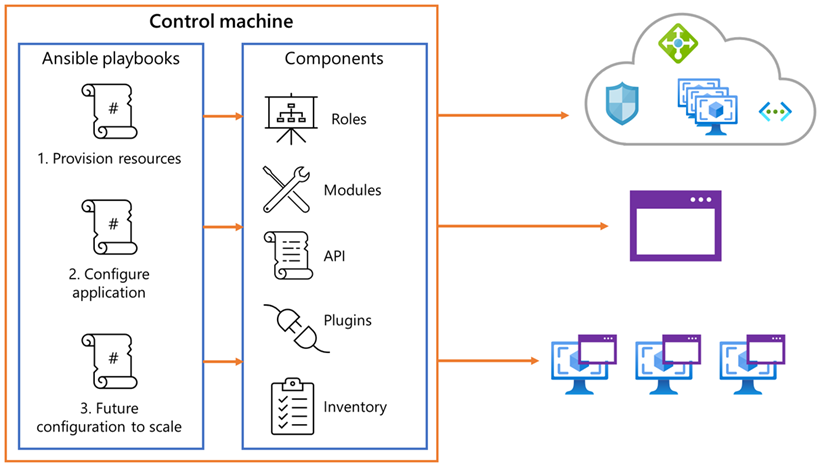 Control machine
Ansible playbooks
#
1. Provision resources
#
2. Configure
application
#
3. Future
configuration to scale
Components
Roles
Modules
API
Plugins
Inventory